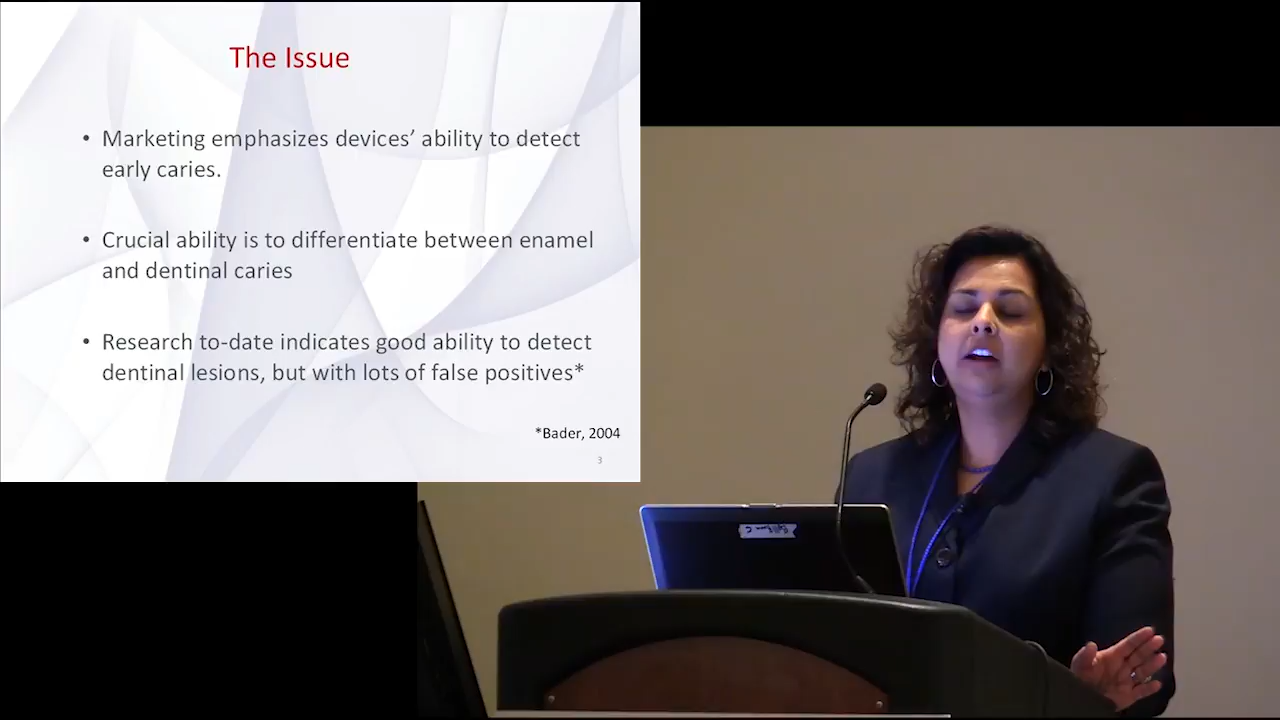 The Issue
• Marketing emphasizes devices’ ability to detect
early caries.
• Crucial ability is to differentiate between enamel
and dentinal caries
• Research to-date indicates good ability to detect
dentinal lesions, but with lots of false positives*
*Bader, 2004
3